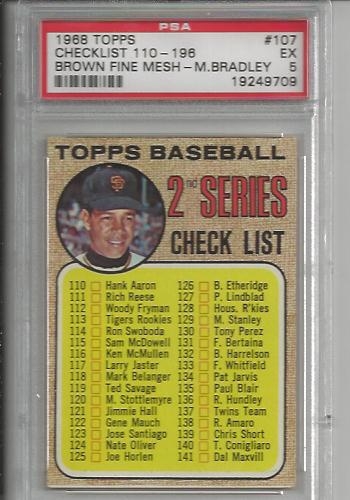 PSA
1968 TOPPS #107
CHECKLIST 110-196 EX
BROWN FINE MESH-M.BRADLEY 5
19249709
TOPPS BASEBALL
2nd SERIES
CHECK LIST
110 Hank Aaron
111 Rich Reese
112 Woody Fryman
113 Tigers Rookies
114 Ron Swoboda
115 Sam McDowell
116 Ken McMullen
117 Larry Jaster
118 Mark Belanger
119 Ted Savage
120 M. Stottlemyre
121 Jimmie Hall
122 Gene Mauch
123 Jose Santiago
124 Nate Oliver
125 Joe Horlen
126 B. Etheridge
127 P. Lindblad
128 Hous. R'kies
129 M. Stanley
130 Tony Perez
131 F. Bertaina
132 B. Harrelson
133 F. Whitfield
134 Pat Jarvis
135 Paul Blair
136 R. Hundley
137 Twins Team
138 R. Amaro
139 Chris Short
140 T. Conigliaro
141 Dal Maxvill